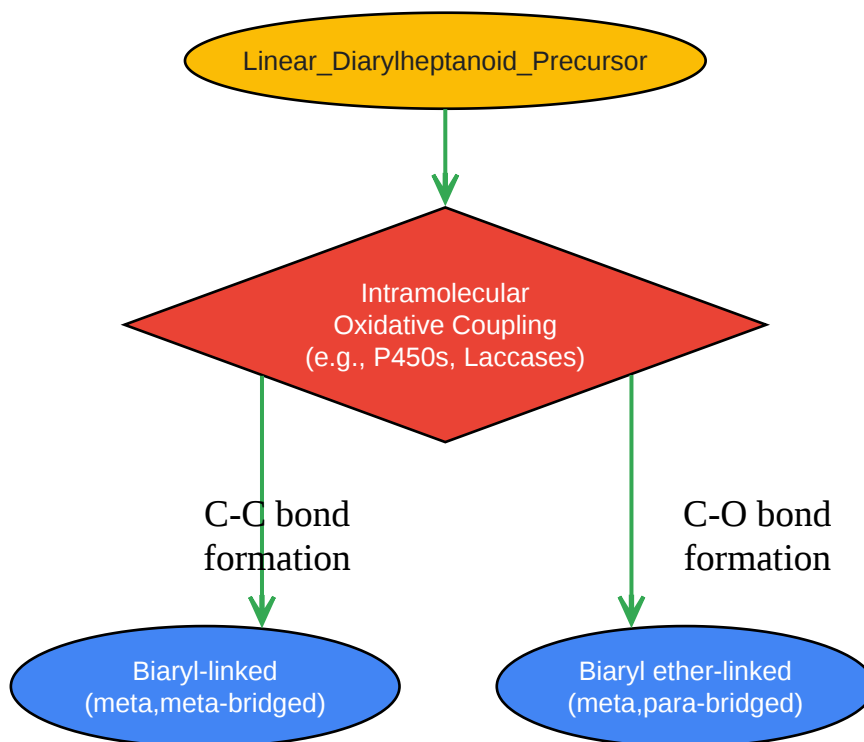 Linear_Diarylheptanoid_Precursor
Intramolecular
Oxidative Coupling
(e.g., P450s, Laccases)
C-C bond
formation
C-O bond
formation
Biaryl-linked
(meta,meta-bridged)
Biaryl ether-linked
(meta,para-bridged)